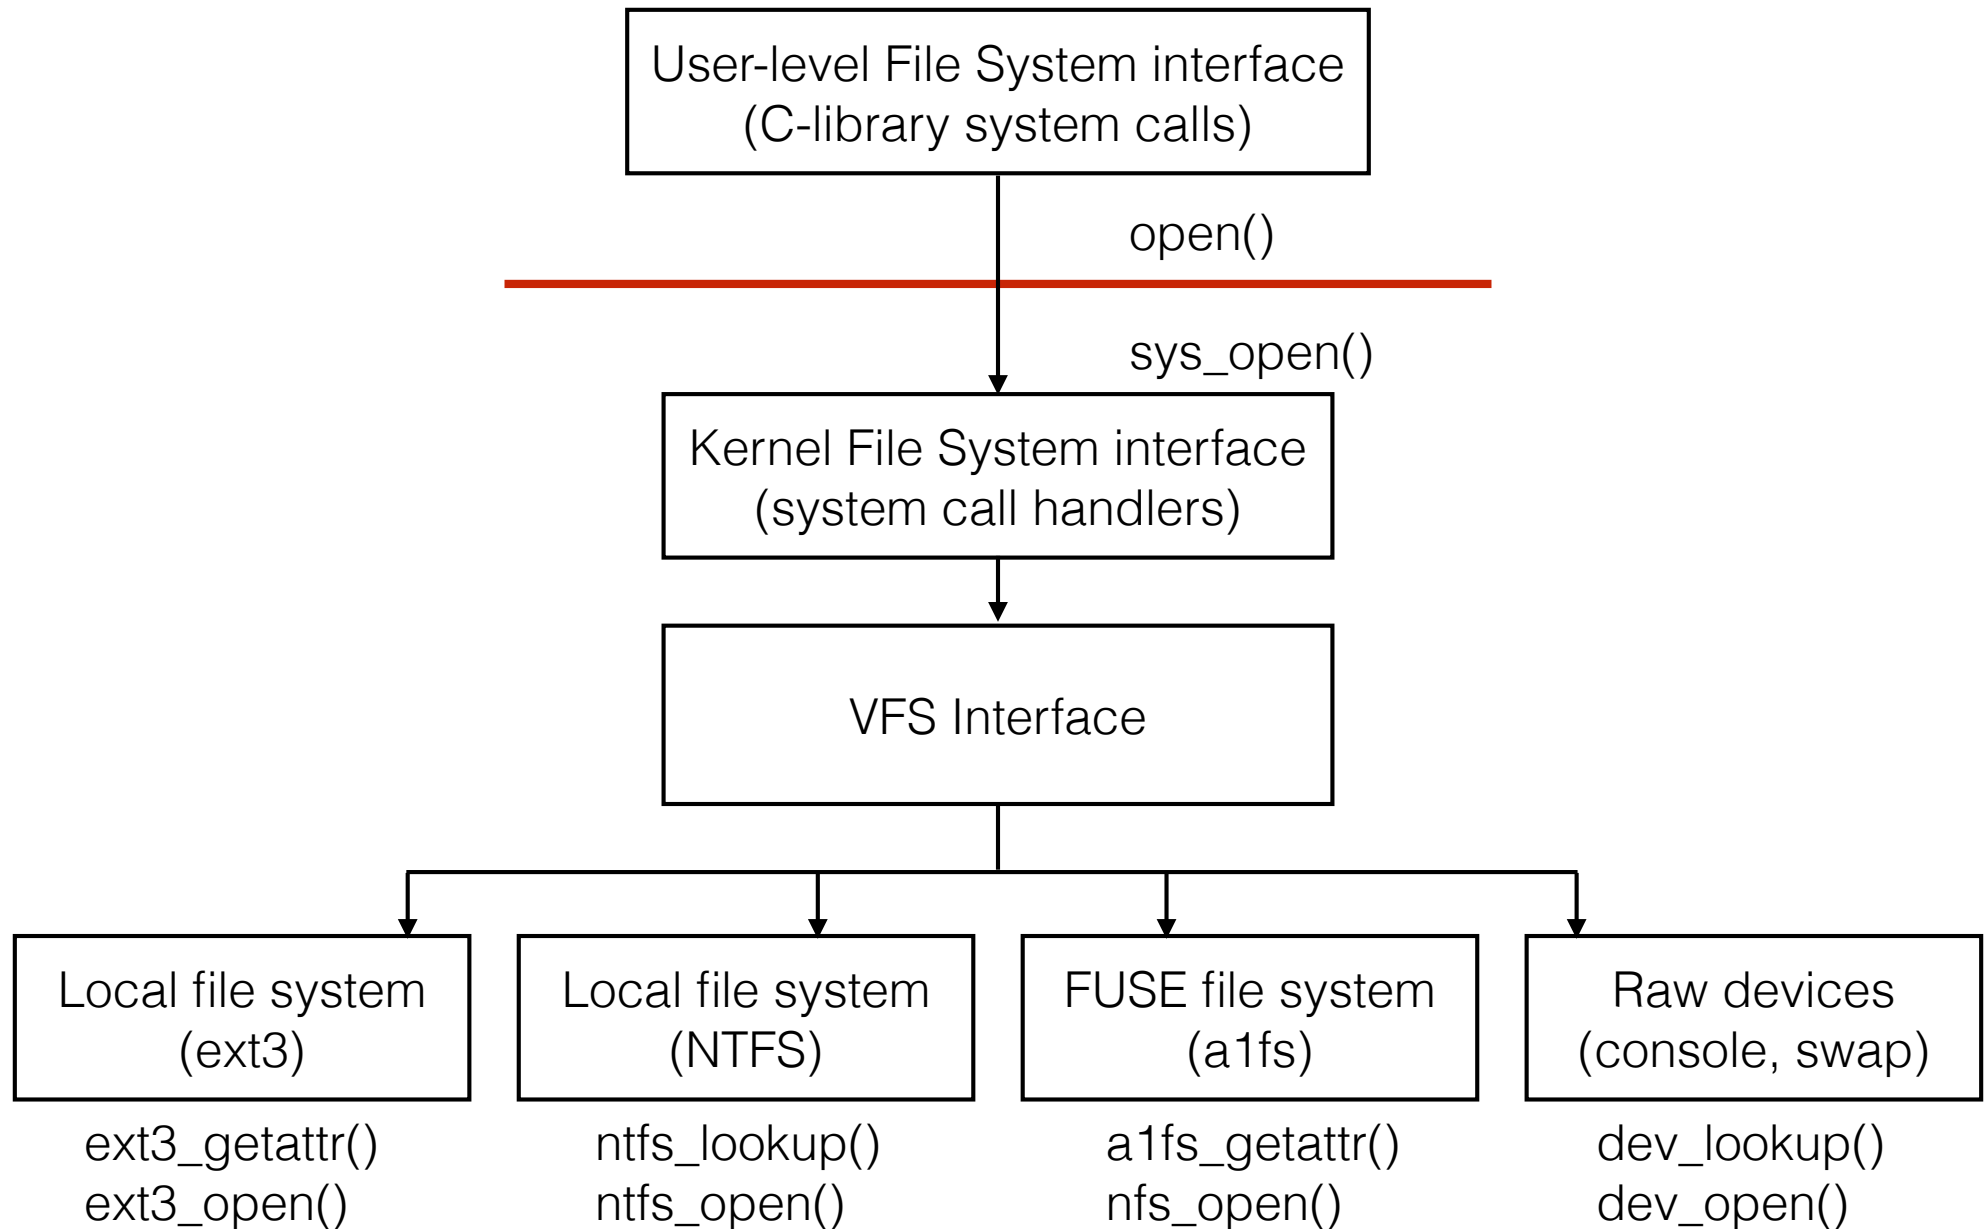 User-level File System interface
(C-library system calls)
open()
sys_open()
Kernel File System interface
(system call handlers)
VFS Interface
Local file system
(ext3)
Local file system
(NTFS)
FUSE file system
(a1fs)
Raw devices
(console, swap)
ext3_getattr()
ext3_open()
ntfs_lookup()
ntfs_open()
a1fs_getattr()
nfs_open()
dev_lookup()
dev_open()